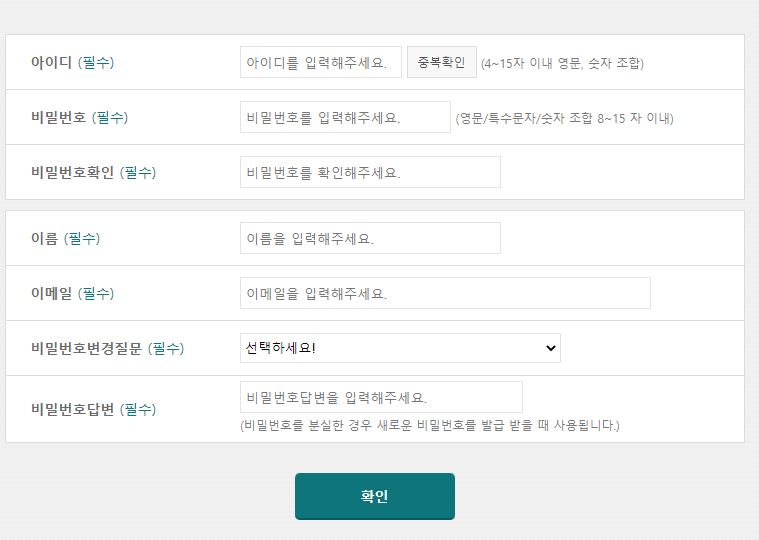 아이디 (필수) 아이디를 입력해주세요. 중복확인 (4~15자 이내 영문, 숫자 조합)
비밀번호 (필수) 비밀번호를 입력해주세요. (영문/특수문자/숫자 조합 8~15 자 이내)
비밀번호확인 (필수) 비밀번호를 확인해주세요.
이름 (필수) 이름을 입력해주세요.
이메일 (필수) 이메일을 입력해주세요.
비밀번호변경질문 (필수) 선택하세요!
비밀번호답변 (필수) 비밀번호답변을 입력해주세요.
(비밀번호를 분실한 경우 새로운 비밀번호를 발급 받을 때 사용됩니다.)
확인